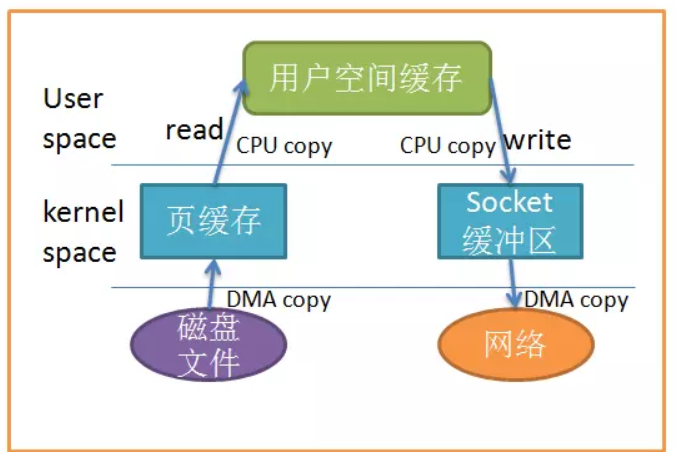 用户空间缓存
User
space
read
CPU copy
CPU copy
write
kernel
space
页缓存
Socket
缓冲区
DMA copy
DMA copy
磁盘
文件
网络